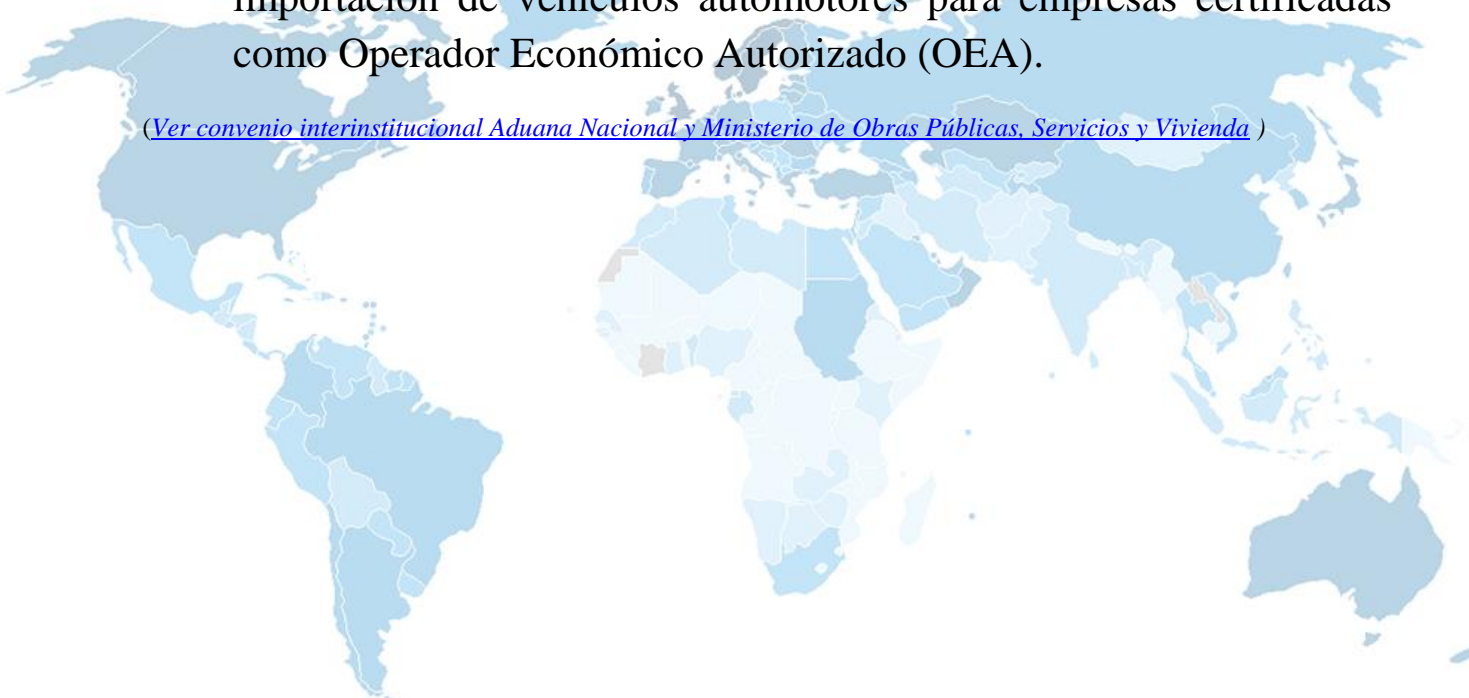 importación de vehículos automotores para empresas certificadas
como Operador Económico Autorizado (OEA).
(Ver convenio interinstitucional Aduana Nacional y Ministerio de Obras Públicas, Servicios y Vivienda )